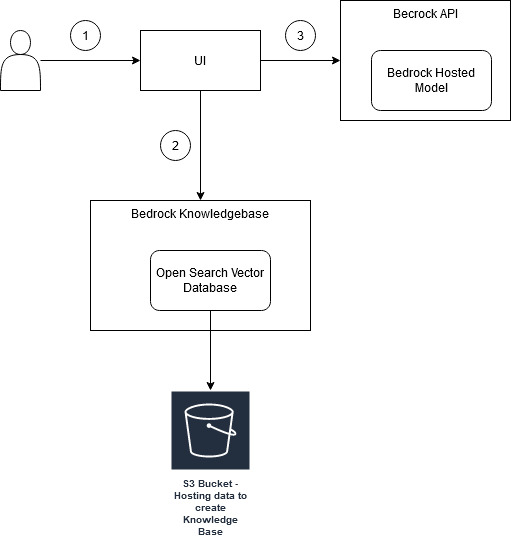 1
UI
3
Becrock API
Bedrock Hosted
Model
2
Bedrock Knowledgebase
Open Search Vector
Database
S3 Bucket -
Hosting data to
create
Knowledge
Base